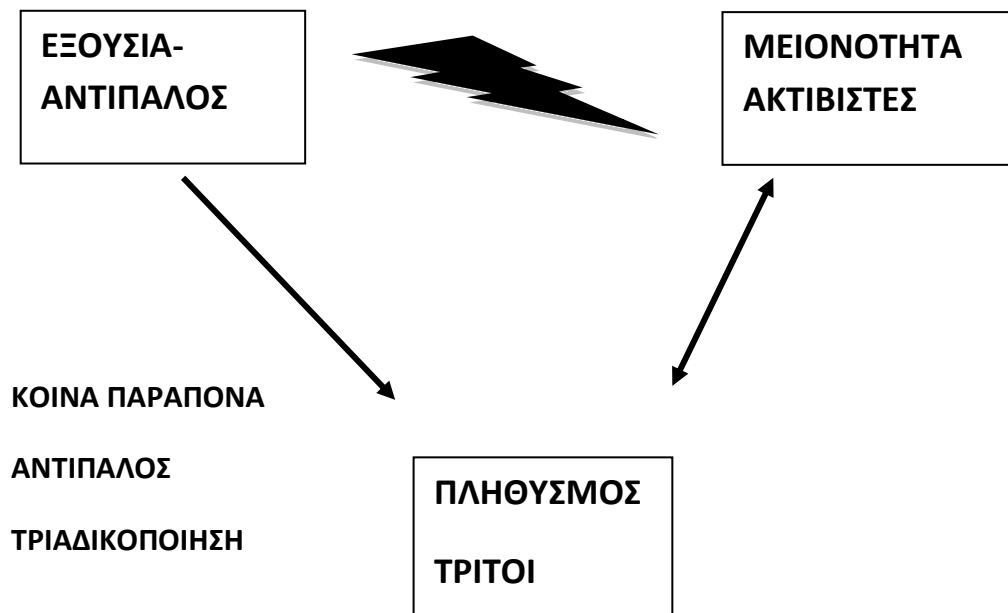 ΕΞΟΥΣΙΑ-
ΑΝΤΙΠΑΛΟΣ
ΜΕΙΟΝΟΤΗΤΑ
ΑΚΤΙΒΙΣΤΕΣ
ΚΟΙΝΑ ΠΑΡΑΠΟΝΑ
ΑΝΤΙΠΑΛΟΣ
ΤΡΙΑΔΙΚΟΠΟΙΗΣΗ
ΠΛΗΘΥΣΜΟΣ
ΤΡΙΤΟΙ